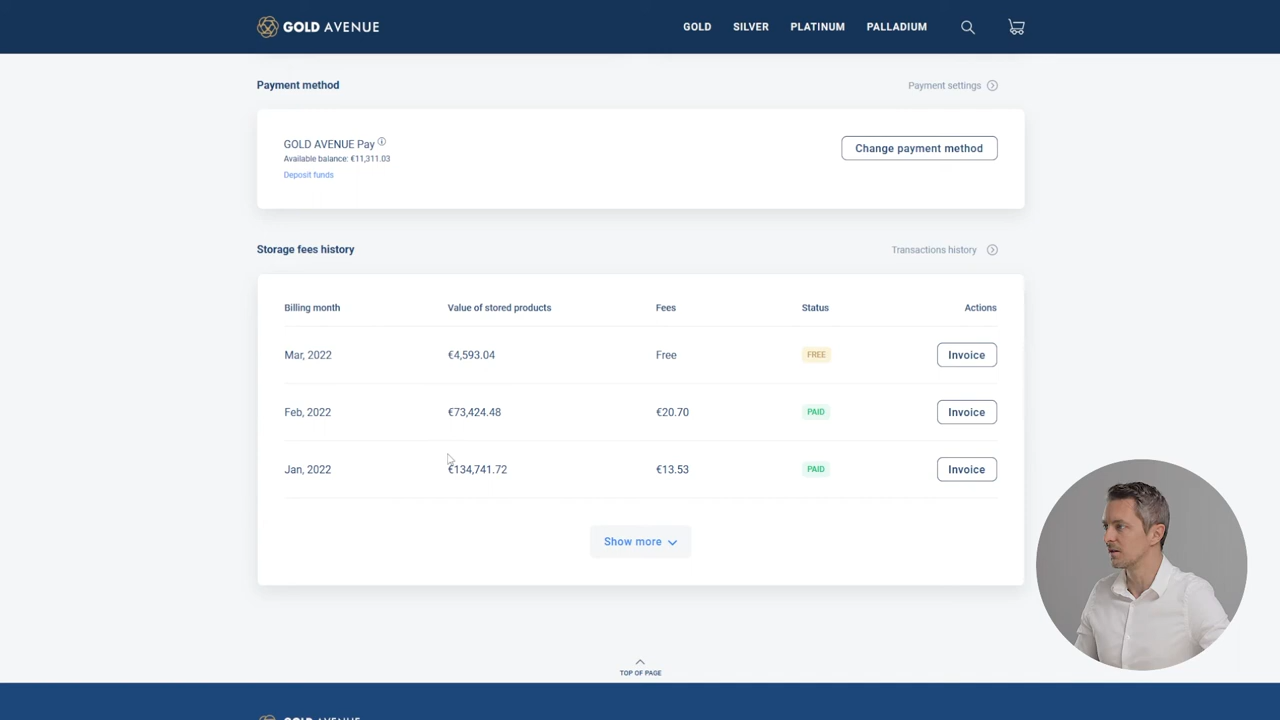 GOLD AVENUE GOLD SILVER PLATINUM PALLADIUM
Payment method Payment settings
GOLD AVENUE Pay
Change payment method
Available balance: €11,311.03
Deposit funds
Storage fees history Transactions history
Billing month Value of stored products Fees Status Actions
Mar, 2022 €4,593.04 Free FREE Invoice
Feb, 2022 €73,424.48 €20.70 PAID Invoice
Jan, 2022 €134,741.72 €13.53 PAID Invoice
Show more
TOP OF PAGE
GOLD AVENUE